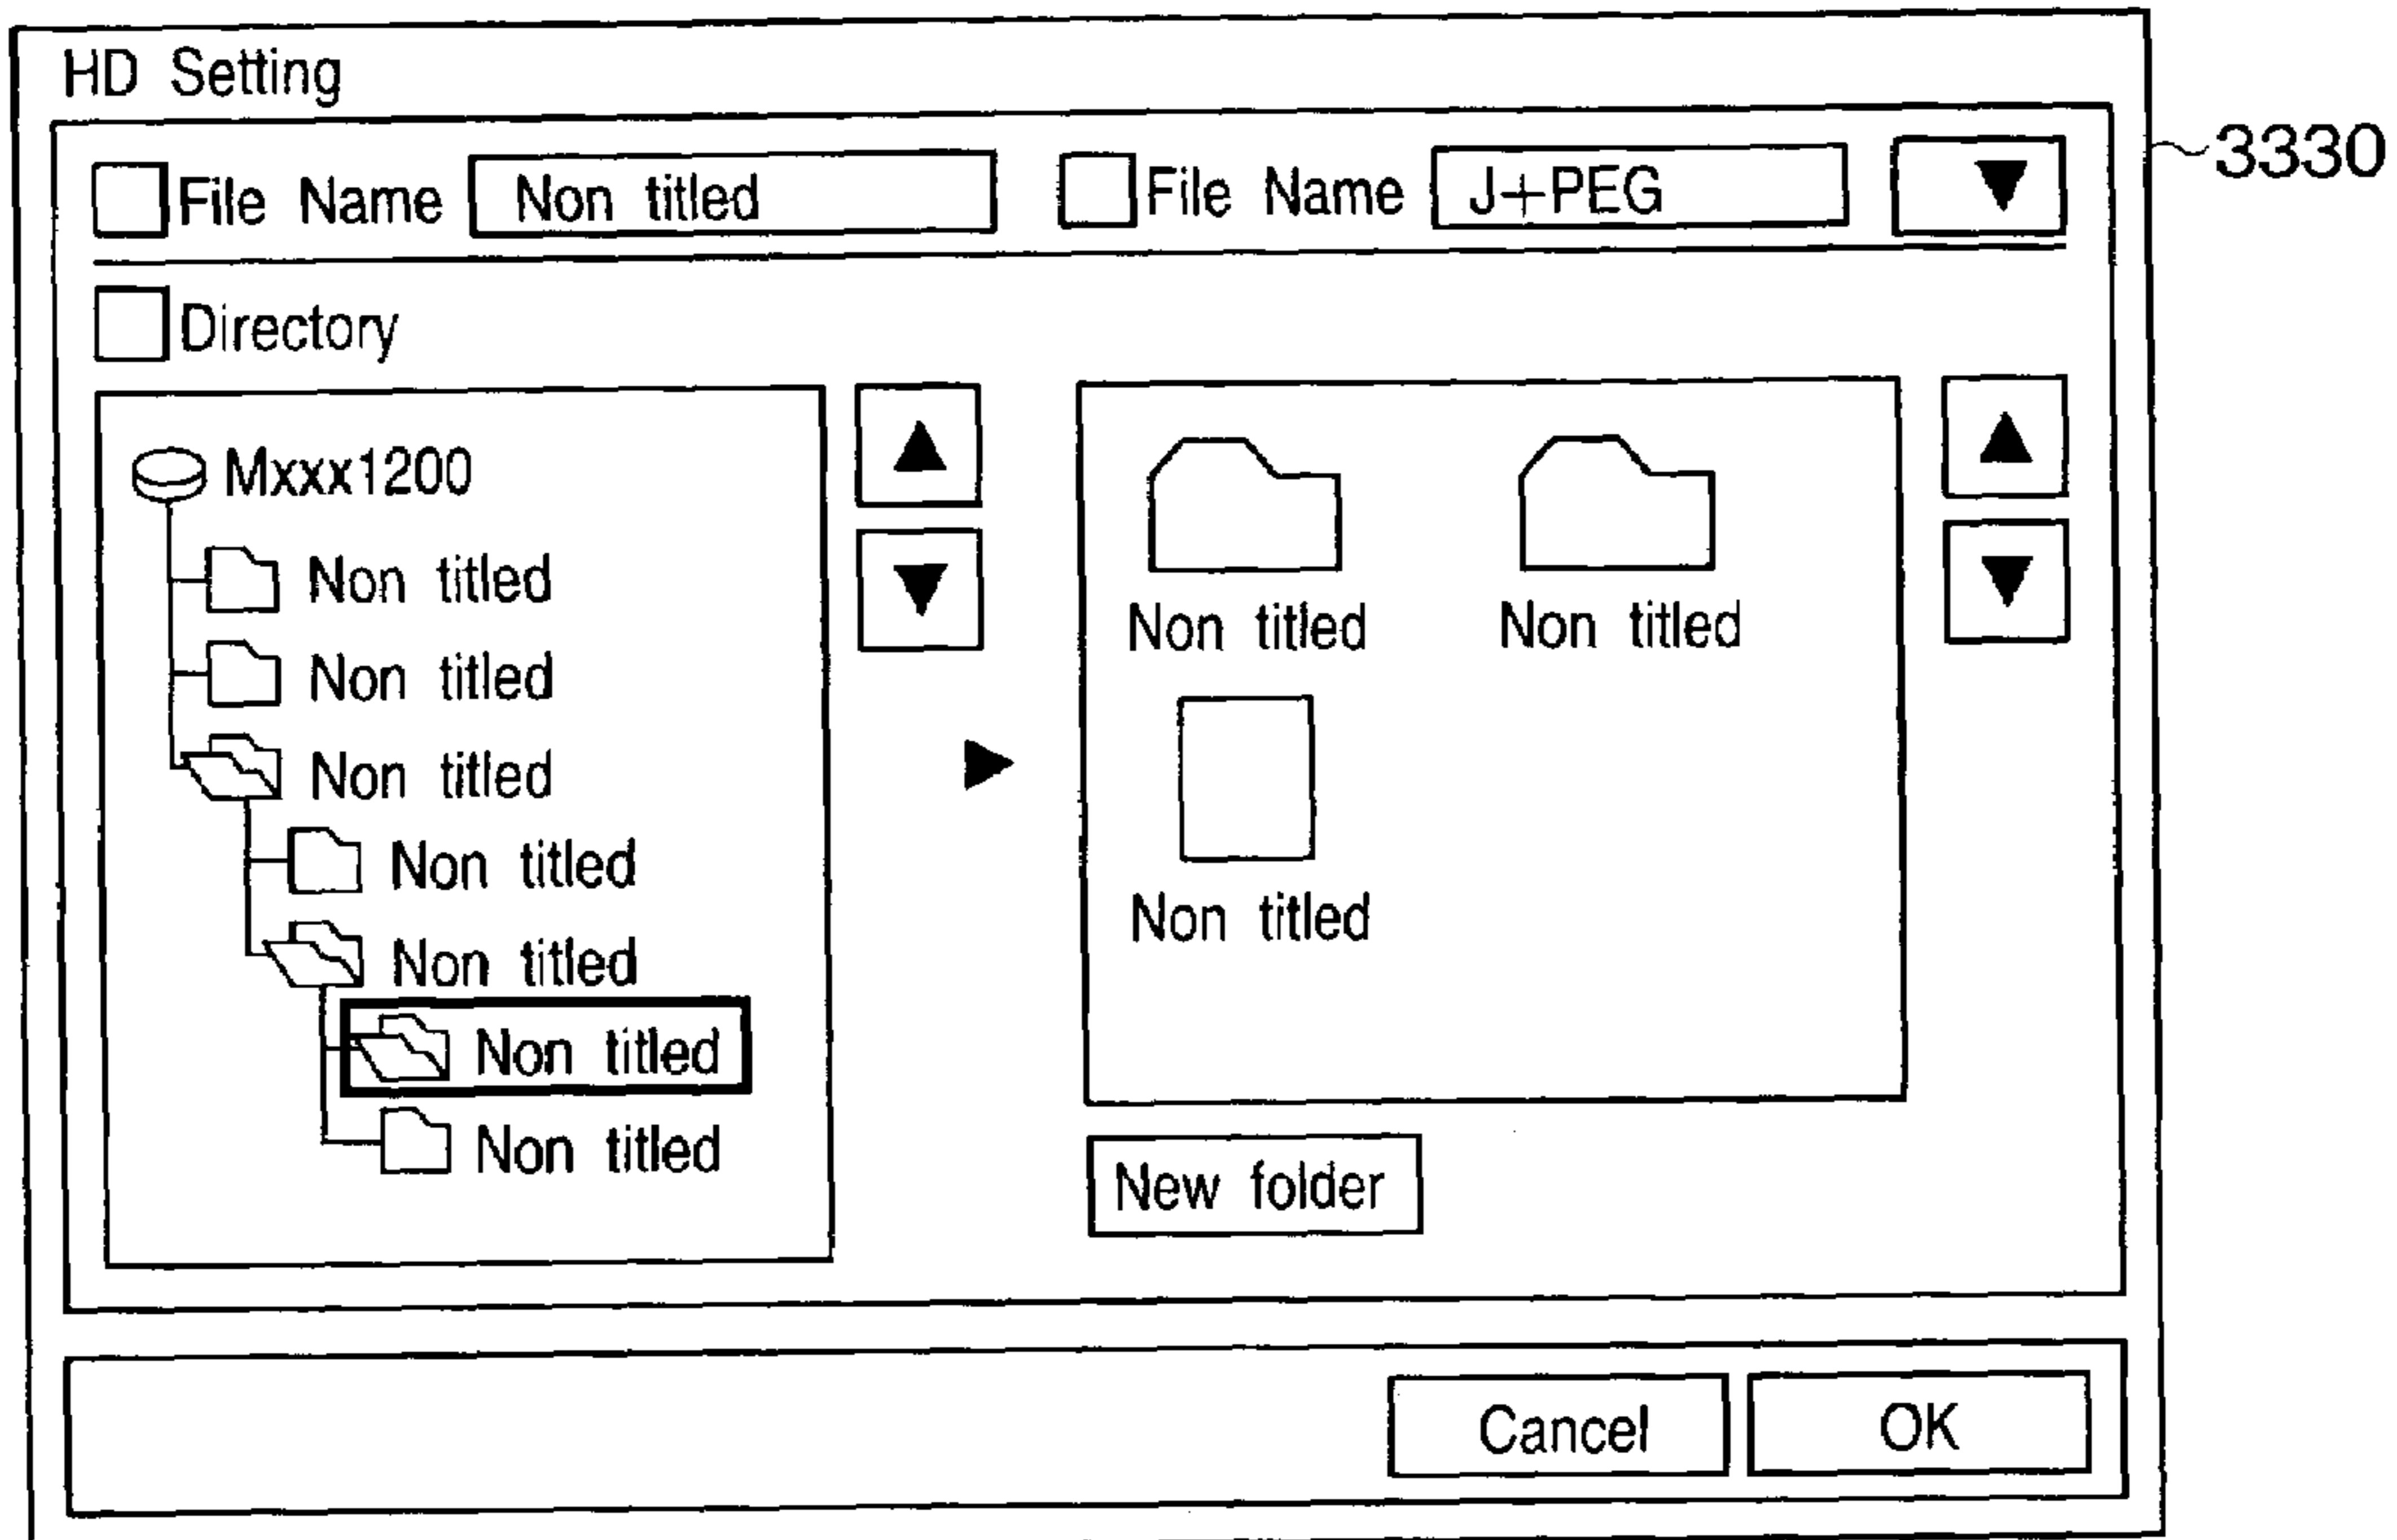 HD Setting
3330
File Name Non titled File Name J+PEG
Directory
Mxxx1200
Non titled
Non titled
Non titled
Non titled
Non titled
Non titled
Non titled
Non titled Non titled
Non titled
New folder
Cancel OK